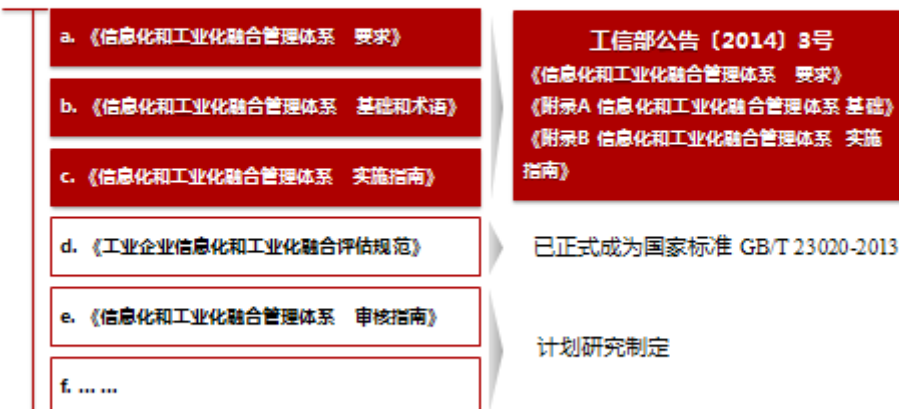 a. 《信息化和工业化融合管理体系 要求》
b. 《信息化和工业化融合管理体系 基础和术语》
c. 《信息化和工业化融合管理体系 实施指南》
d. 《工业企业信息化和工业化融合评估规范》
e. 《信息化和工业化融合管理体系 审核指南》
f. ... ...
工信部公告〔2014〕3号
《信息化和工业化融合管理体系 要求》
《附录A 信息化和工业化融合管理体系 基础》
《附录B 信息化和工业化融合管理体系 实施
指南》
已正式成为国家标准 GB/T 23020-2013
计划研究制定